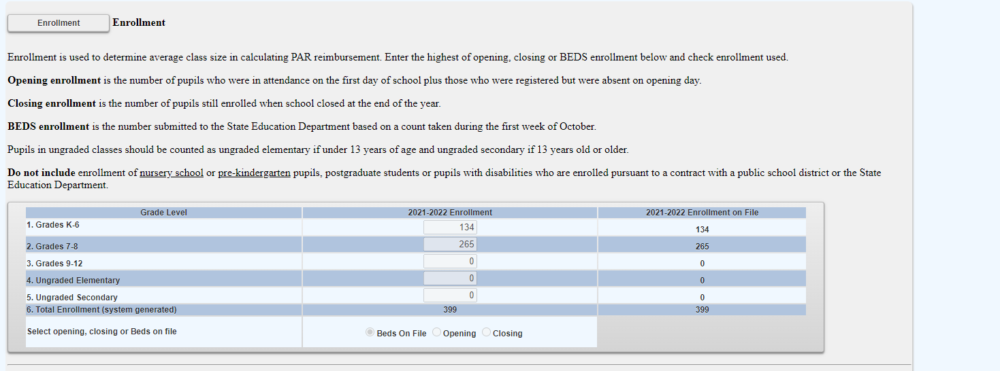 Enrollment Enrollment
Enrollment is used to determine average class size in calculating PAR reimbursement. Enter the highest of opening, closing or BEDS enrollment below and check enrollment used.
Opening enrollment is the number of pupils who were in attendance on the first day of school plus those who were registered but were absent on opening day.
Closing enrollment is the number of pupils still enrolled when school closed at the end of the year.
BEDS enrollment is the number submitted to the State Education Department based on a count taken during the first week of October.
Pupils in ungraded classes should be counted as ungraded elementary if under 13 years of age and ungraded secondary if 13 years old or older.
Do not include enrollment of nursery school or pre-kindergarten pupils, postgraduate students or pupils with disabilities who are enrolled pursuant to a contract with a public school district or the State
Education Department.
Grade Level 2021-2022 Enrollment 2021-2022 Enrollment on File
1. Grades K-6 134 134
2. Grades 7-8 265 265
3. Grades 9-12 0 0
4. Ungraded Elementary 0 0
5. Ungraded Secondary 0 0
6. Total Enrollment (system generated) 399 399
Select opening, closing or Beds on file Beds On File Opening Closing